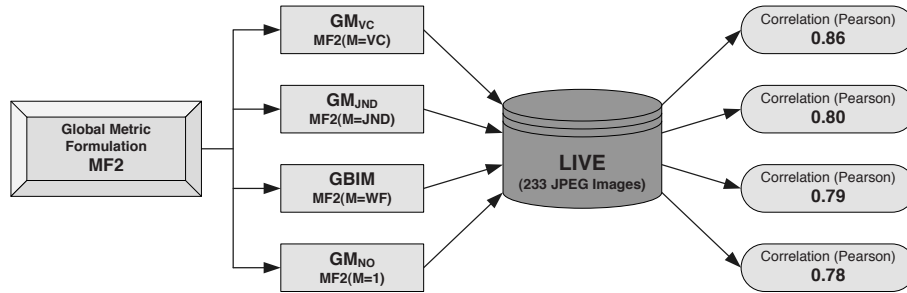 Global Metric
Formulation
MF2
GMVC
MF2(M=VC)
GMJND
MF2(M=JND)
GBIM
MF2(M=WF)
GMNO
MF2(M=1)
LIVE
(233 JPEG Images)
Correlation (Pearson)
0.86
Correlation (Pearson)
0.80
Correlation (Pearson)
0.79
Correlation (Pearson)
0.78